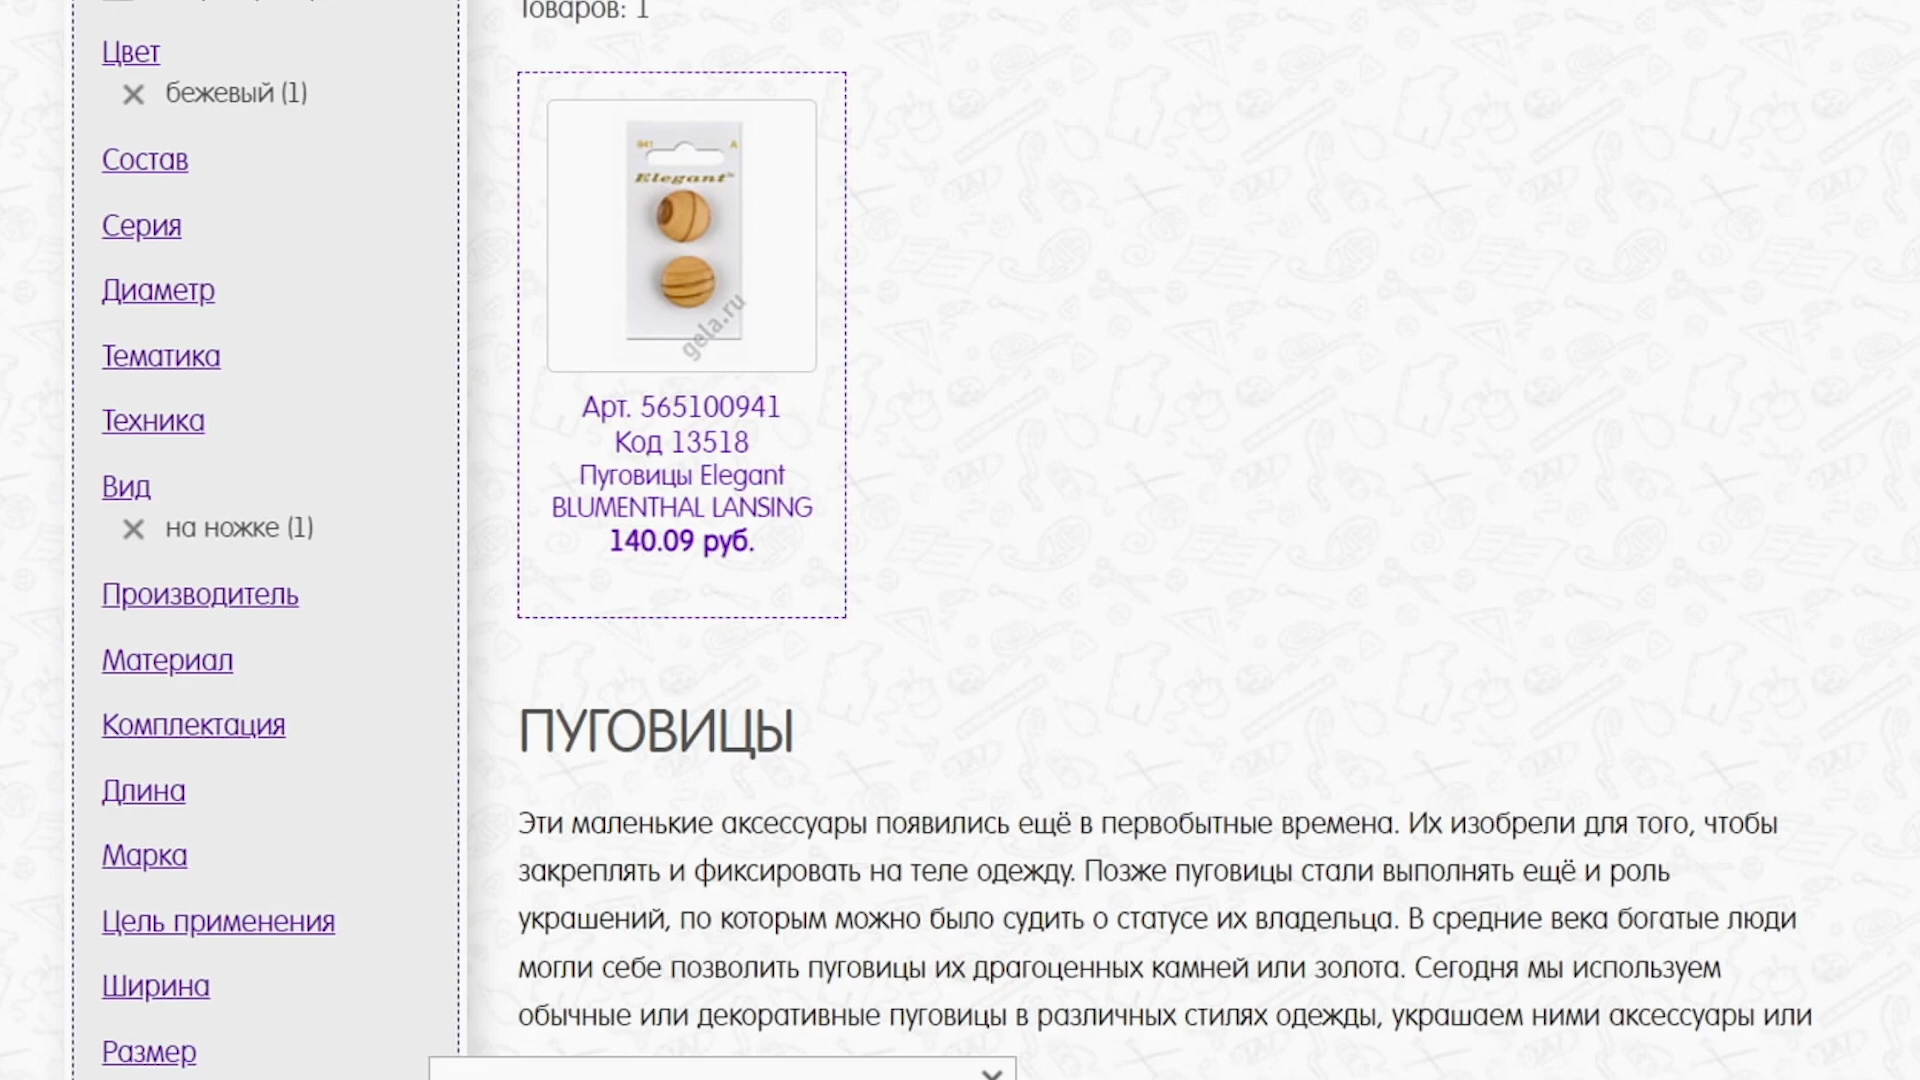 Товаров: 1
Цвет
бежевый (1)
Состав
Серия
Диаметр
Тематика
Техника
Вид
на ножке (1)
Производитель
Материал
Комплектация
Длина
Марка
Цель применения
Ширина
Размер
941 A
Elegant™
gela.ru
Арт. 565100941
Код 13518
Пуговицы Elegant
BLUMENTHAL LANSING
140.09 руб.
ПУГОВИЦЫ
Эти маленькие аксессуары появились ещё в первобытные времена. Их изобрели для того, чтобы
закреплять и фиксировать на теле одежду. Позже пуговицы стали выполнять ещё и роль
украшений, по которым можно было судить о статусе их владельца. В средние века богатые люди
могли себе позволить пуговицы их драгоценных камней или золота. Сегодня мы используем
обычные или декоративные пуговицы в различных стилях одежды, украшаем ними аксессуары или